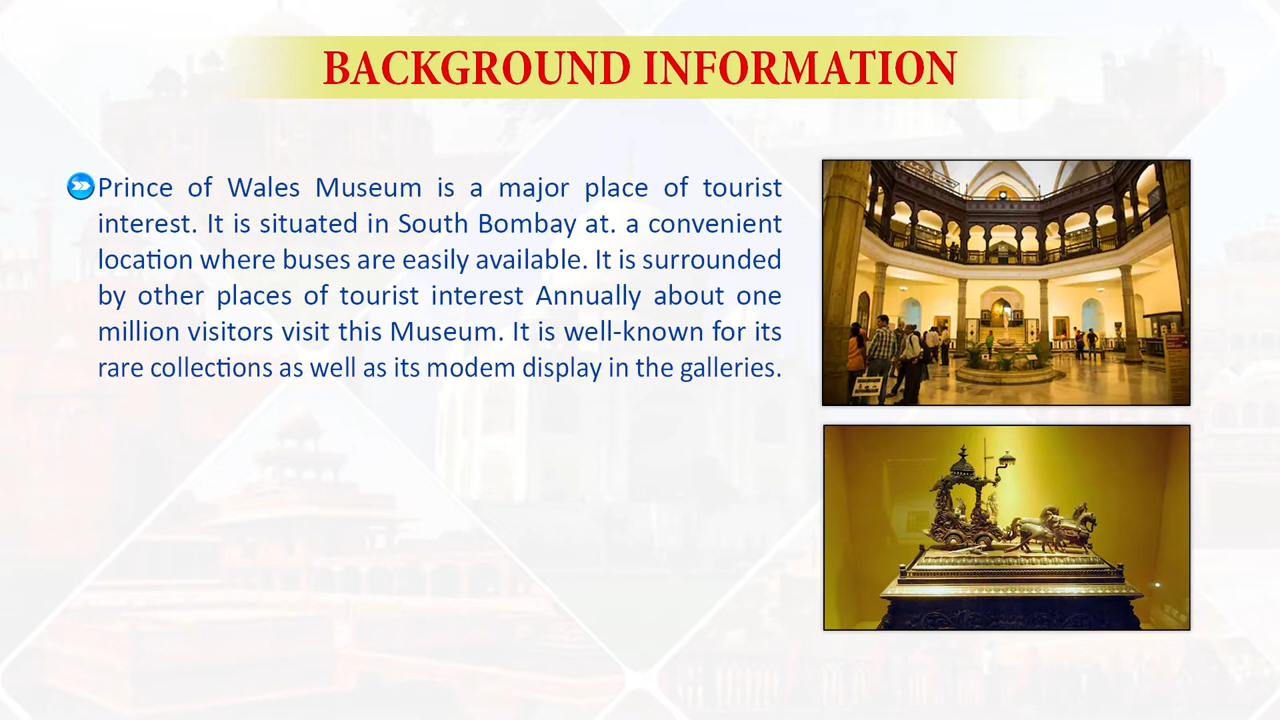 BACKGROUND INFORMATION
Prince of Wales Museum is a major place of tourist
interest. It is situated in South Bombay at. a convenient
location where buses are easily available. It is surrounded
by other places of tourist interest Annually about one
million visitors visit this Museum. It is well-known for its
rare collections as well as its modem display in the galleries.